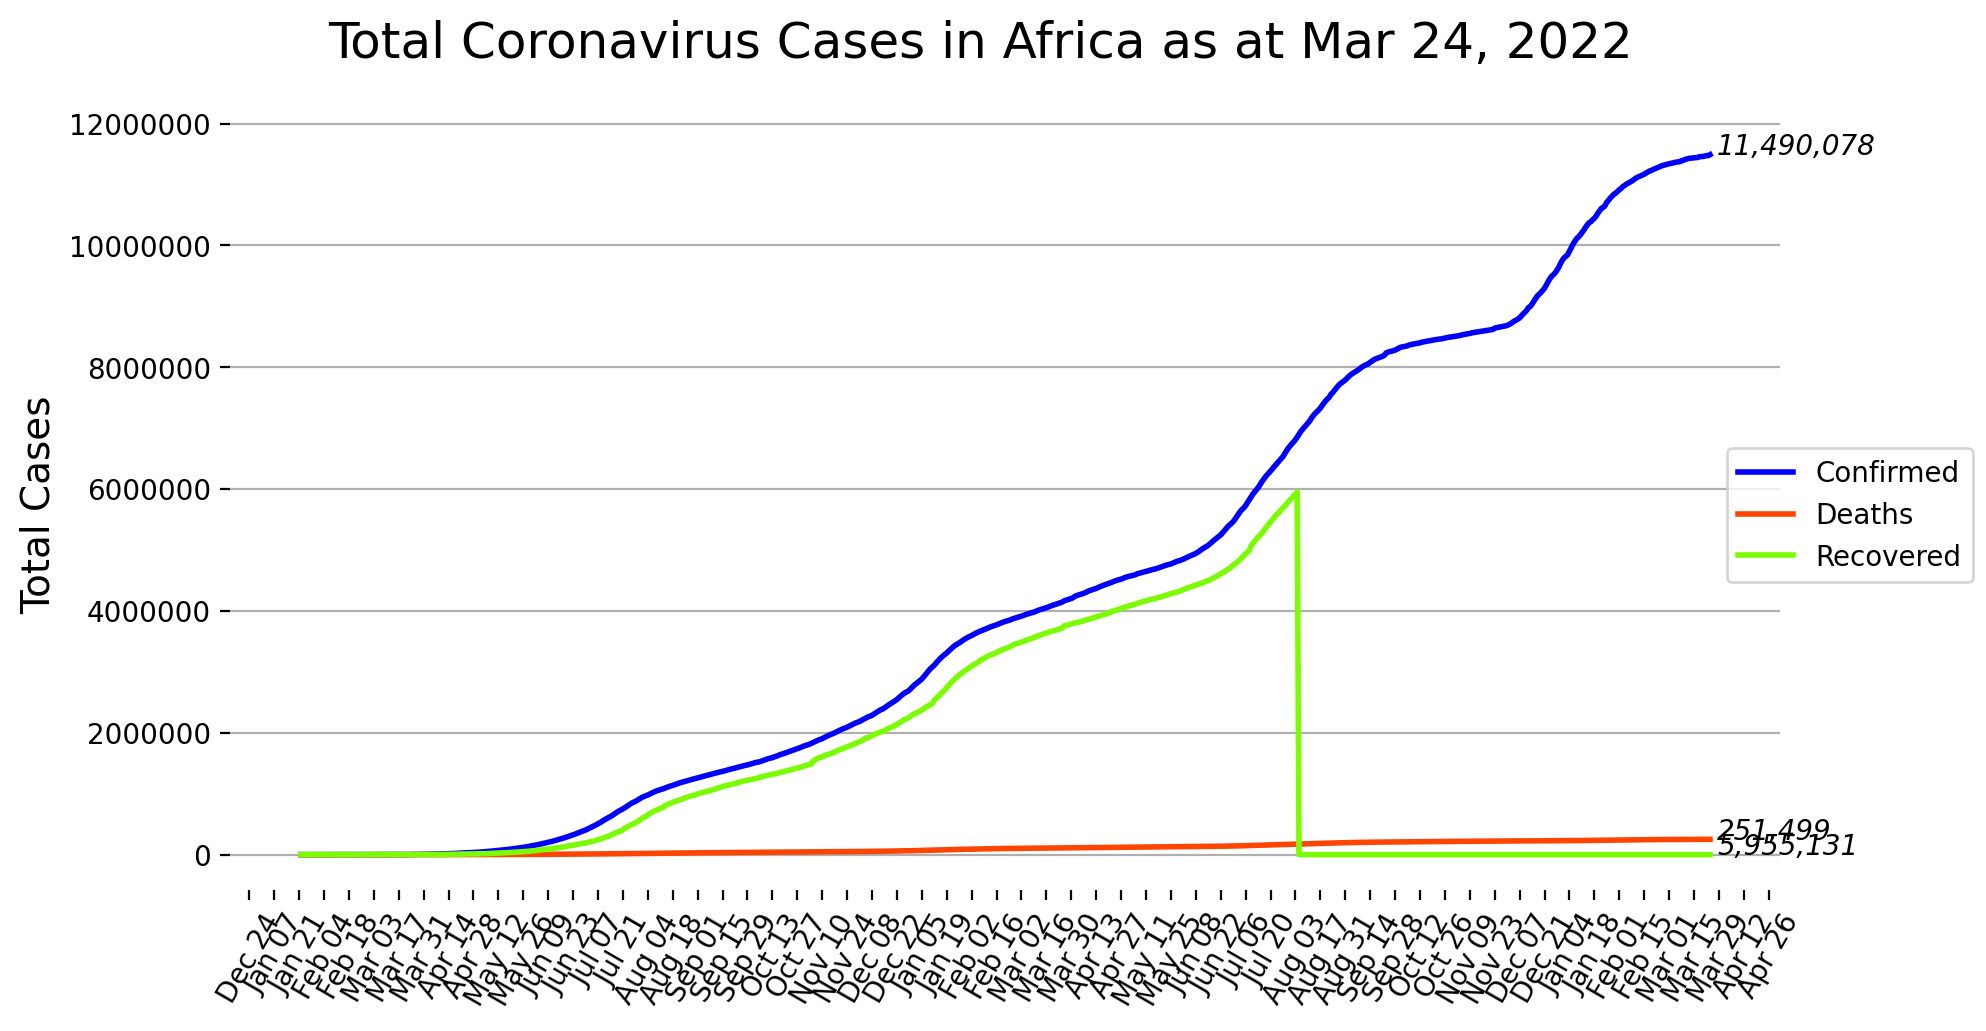 Total Coronavirus Cases in Africa as at Mar 24, 2022
Total Cases
12000000
10000000
8000000
6000000
4000000
2000000
0
11,490,078
251,499
5,955,131
Confirmed
Deaths
Recovered
Dec 24
Jan 07
Jan 21
Feb 04
Feb 18
Mar 03
Mar 17
Mar 31
Apr 14
Apr 28
May 12
May 26
Jun 09
Jun 23
Jul 07
Jul 21
Aug 04
Aug 18
Sep 01
Sep 15
Sep 29
Oct 13
Oct 27
Nov 10
Nov 24
Dec 08
Dec 22
Jan 05
Jan 19
Feb 02
Feb 16
Mar 02
Mar 16
Mar 30
Apr 13
Apr 27
May 11
May 25
Jun 08
Jun 22
Jul 06
Jul 20
Aug 03
Aug 17
Aug 31
Sep 14
Sep 28
Oct 12
Oct 26
Nov 09
Nov 23
Dec 07
Dec 21
Jan 04
Jan 18
Feb 01
Feb 15
Mar 01
Mar 15
Mar 29
Apr 12
Apr 26